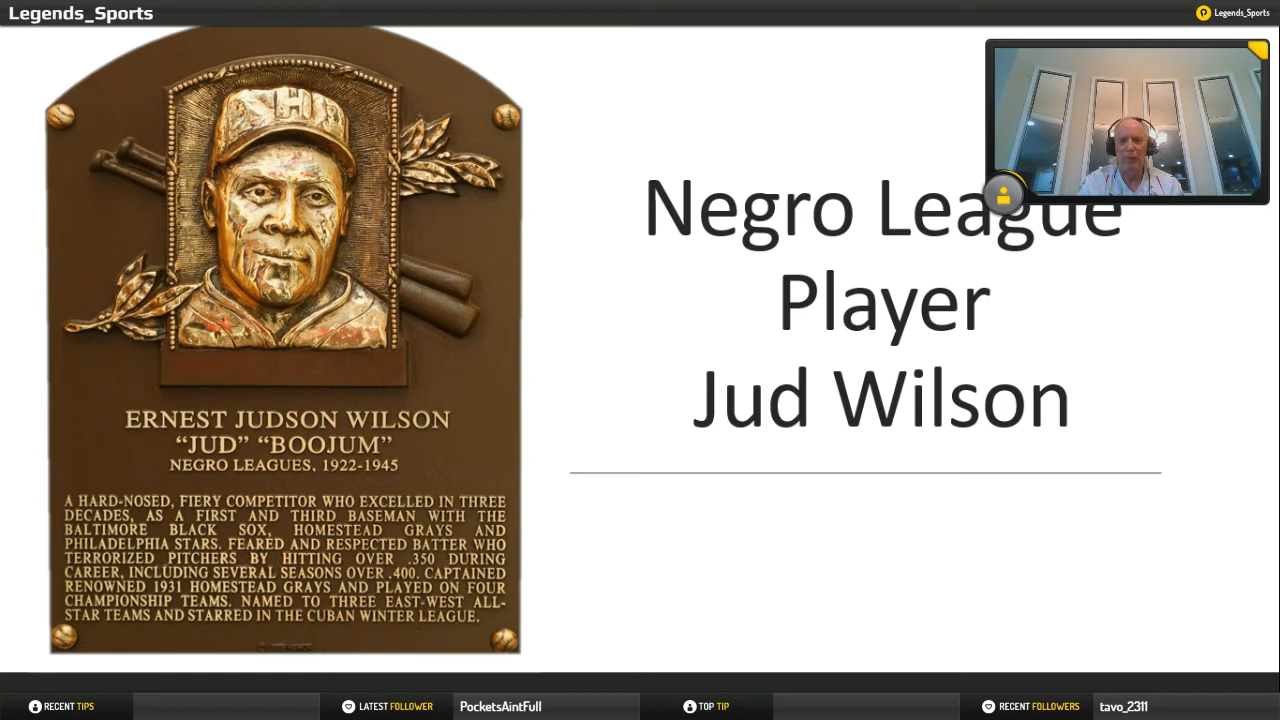 Legends_Sports
Legends_Sports
H
Negro League
Player
Jud Wilson
ERNEST JUDSON WILSON
“JUD” “BOOJUM”
NEGRO LEAGUES, 1922-1945
A HARD-NOSED, FIERY COMPETITOR WHO EXCELLED IN THREE
DECADES, AS A FIRST AND THIRD BASEMAN WITH THE
BALTIMORE BLACK SOX, HOMESTEAD GRAYS AND
PHILADELPHIA STARS. FEARED AND RESPECTED BATTER WHO
TERRORIZED PITCHERS BY HITTING OVER .350 DURING
CAREER, INCLUDING SEVERAL SEASONS OVER .400. CAPTAINED
RENOWNED 1931 HOMESTEAD GRAYS AND PLAYED ON FOUR
CHAMPIONSHIP TEAMS. NAMED TO THREE EAST-WEST ALL-
STAR TEAMS AND STARRED IN THE CUBAN WINTER LEAGUE.
RECENT TIPS
LATEST FOLLOWER
PocketsAintFull
TOP TIP
RECENT FOLLOWERS
tavo_2311